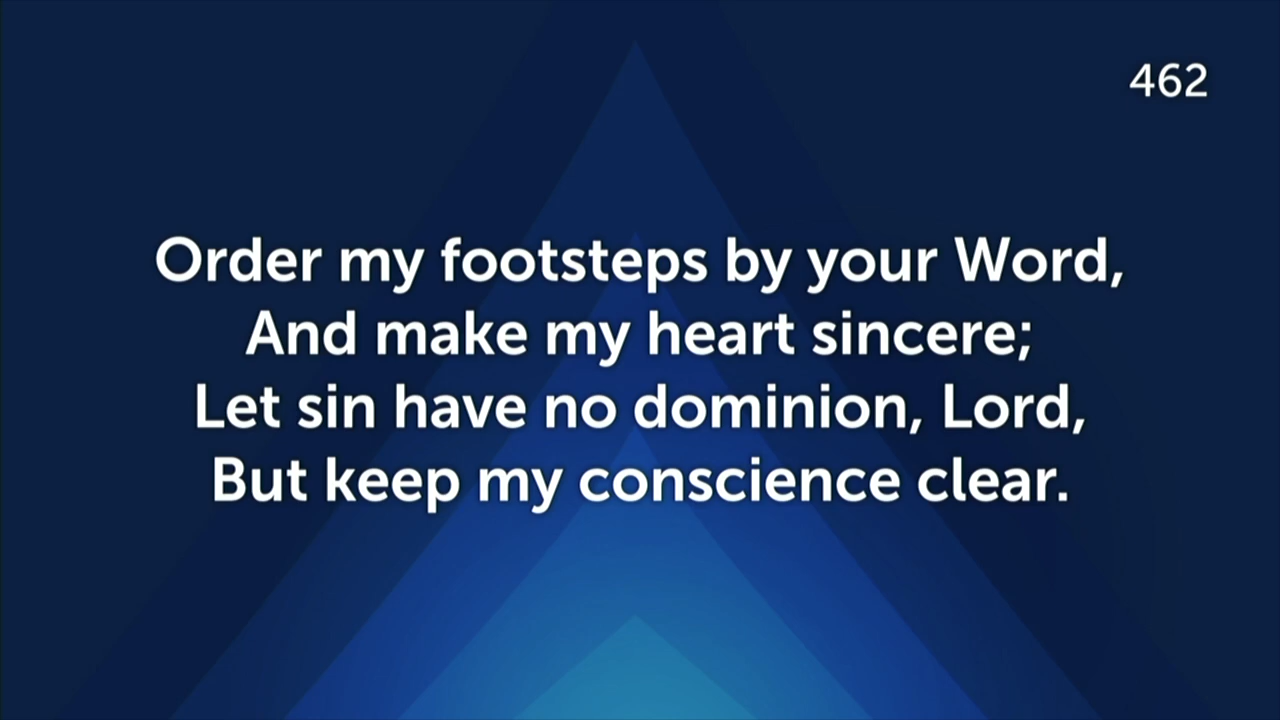 462
Order my footsteps by your Word,
And make my heart sincere;
Let sin have no dominion, Lord,
But keep my conscience clear.